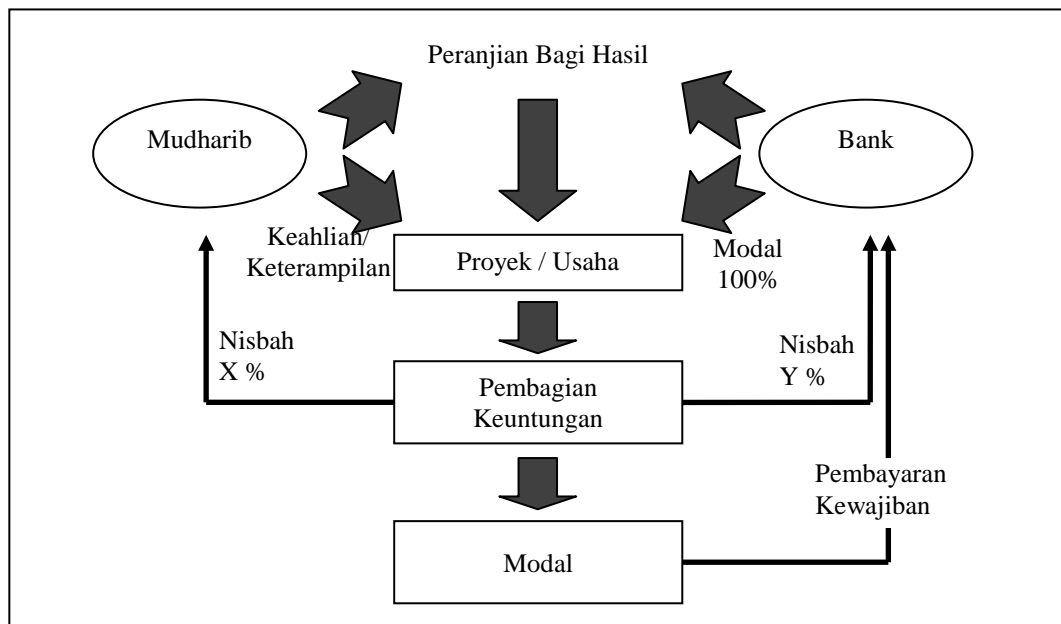 Peranjian Bagi Hasil
Mudharib
Bank
Keahlian/
Keterampilan
Proyek / Usaha
Modal
100%
Nisbah
X %
Pembagian
Keuntungan
Nisbah
Y %
Pembayaran
Kewajiban
Modal